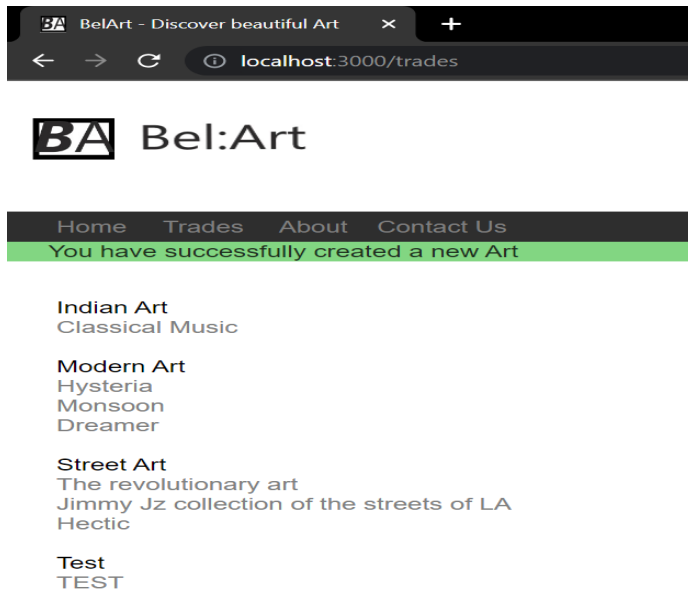 BA BelArt - Discover beautiful Art
localhost:3000/trades
BA Bel:Art
Home Trades About Contact Us
You have successfully created a new Art
Indian Art
Classical Music
Modern Art
Hysteria
Monsoon
Dreamer
Street Art
The revolutionary art
Jimmy Jz collection of the streets of LA
Hectic
Test
TEST